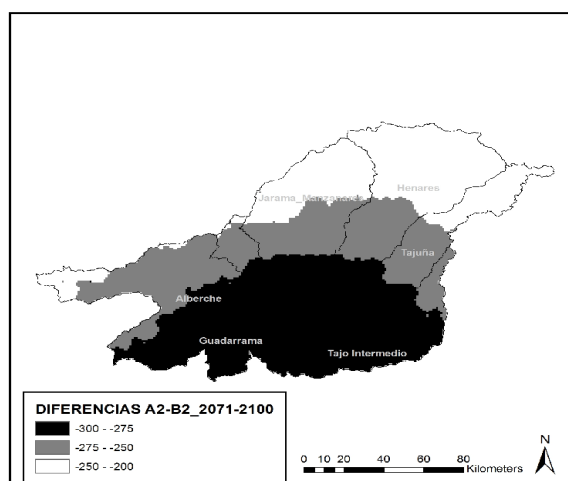 Henares
Jarama_Manzanares
Tajuña
Alberche
Guadarrama
Tajo Intermedio
DIFERENCIAS A2-B2_2071-2100
-300 - -275
-275 - -250
-250 - -200
N
0 10 20 40 60 80
Kilometers